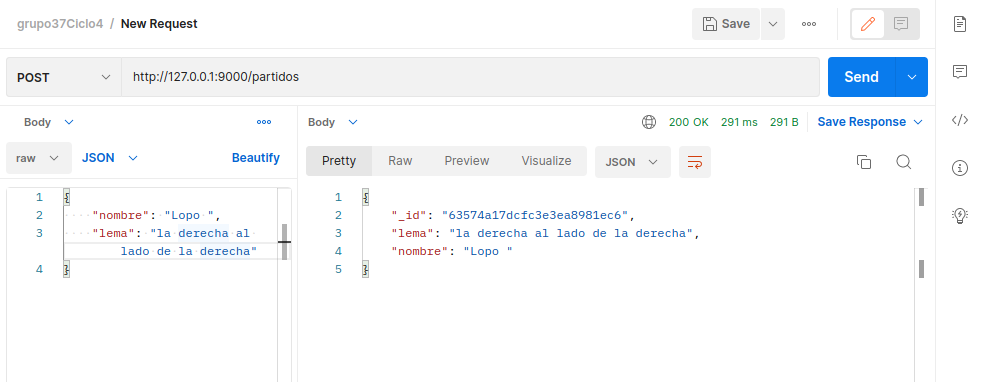 grupo37Ciclo4 / New Request
Save
POST
http://127.0.0.1:9000/partidos
Send
Body
Body
200 OK 291 ms 291 B Save Response
raw JSON Beautify
Pretty Raw Preview Visualize JSON
1 {
2 "nombre": "Lopo ",
3 "lema": "la derecha al
lado de la derecha"
4 }
1 {
2 "_id": "63574a17dcfc3e3ea8981ec6",
3 "lema": "la derecha al lado de la derecha",
4 "nombre": "Lopo "
5 }